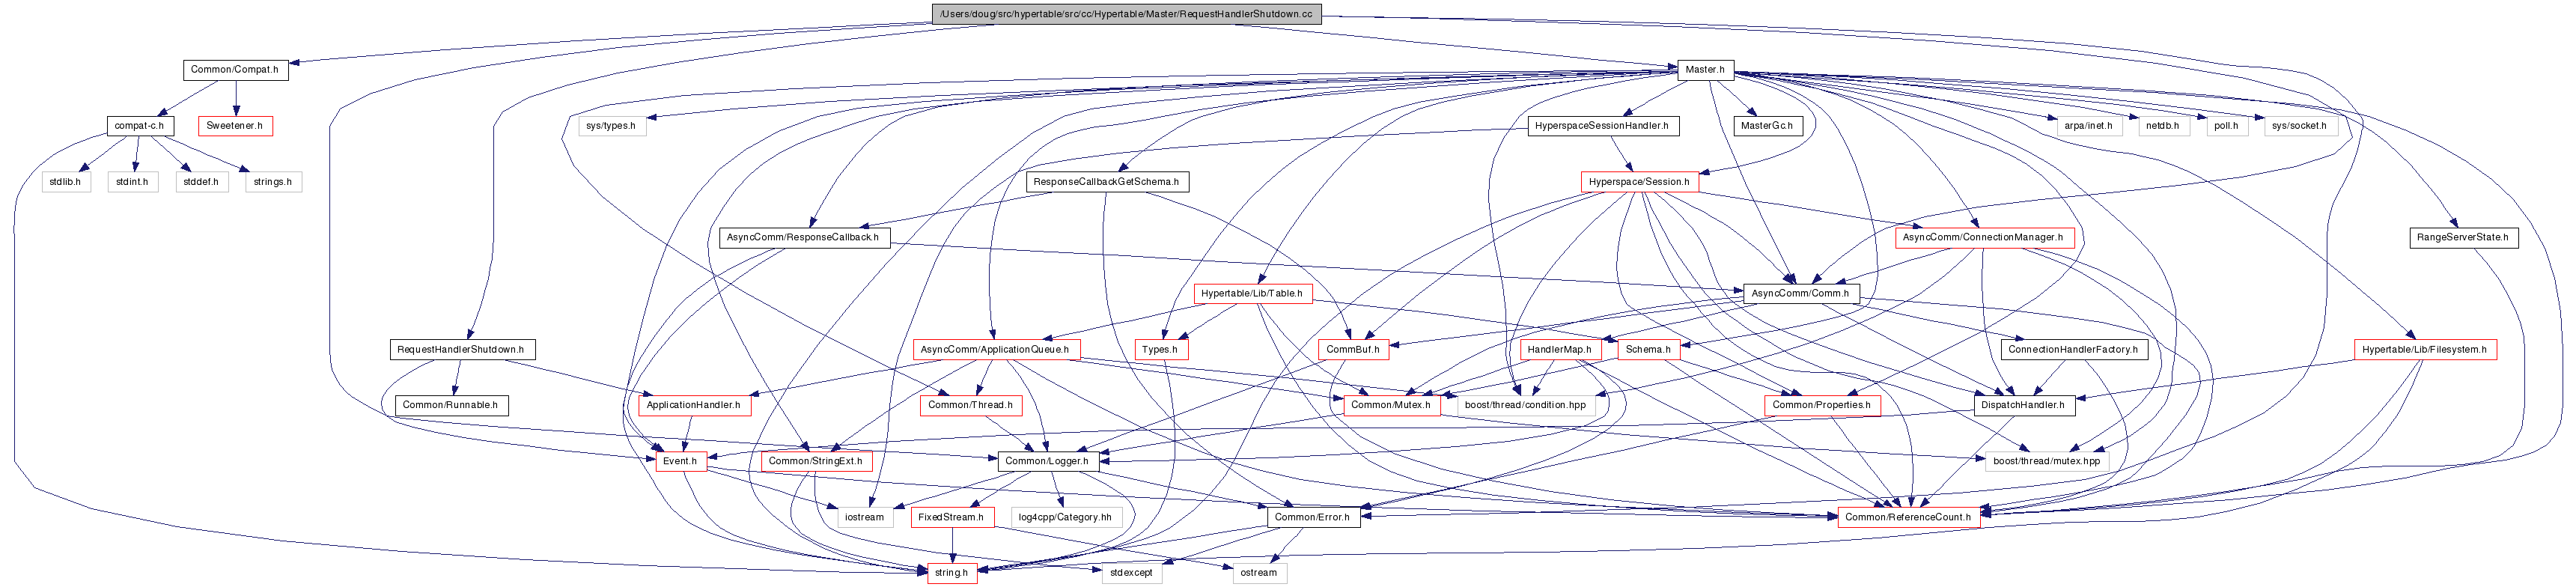 /Users/doug/src/hypertable/src/cc/Hypertable/Master/RequestHandlerShutdown.cc
Common/Compat.h
Master.h
compat-c.h
Sweetener.h
sys/types.h
HyperspaceSessionHandler.h
MasterGc.h
arpa/inet.h
netdb.h
poll.h
sys/socket.h
stdlib.h
stdint.h
stddef.h
strings.h
ResponseCallbackGetSchema.h
Hyperspace/Session.h
AsyncComm/ResponseCallback.h
AsyncComm/ConnectionManager.h
RangeServerState.h
Hypertable/Lib/Table.h
AsyncComm/Comm.h
RequestHandlerShutdown.h
AsyncComm/ApplicationQueue.h
Types.h
CommBuf.h
HandlerMap.h
Schema.h
ConnectionHandlerFactory.h
Hypertable/Lib/Filesystem.h
Common/Runnable.h
ApplicationHandler.h
Common/Thread.h
Common/Mutex.h
boost/thread/condition.hpp
Common/Properties.h
DispatchHandler.h
Event.h
Common/StringExt.h
Common/Logger.h
boost/thread/mutex.hpp
iostream
FixedStream.h
log4cpp/Category.hh
Common/Error.h
Common/ReferenceCount.h
string.h
stdexcept
ostream